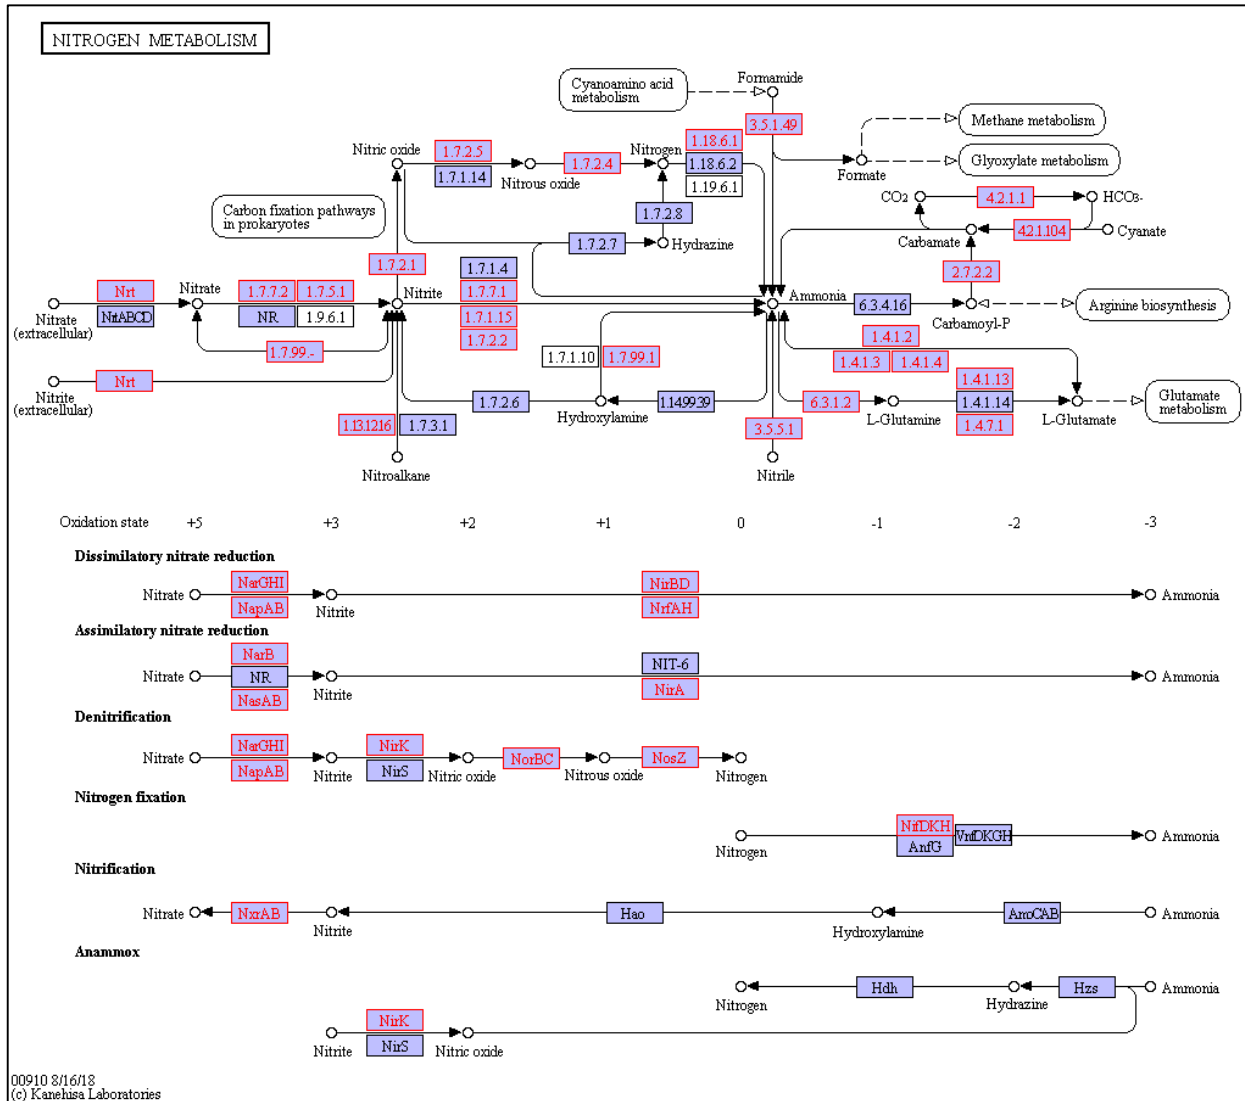 NITROGEN METABOLISM
Cyanoamino acid
metabolism
Formamide
3.5.1.49
Methane metabolism
Glyoxylate metabolism
Formate
Nitric oxide
1.7.2.5
1.7.1.14
Nitrous oxide
1.7.2.4
Nitrogen
1.18.6.1
1.18.6.2
1.19.6.1
CO2
4.2.1.1
HCO3-
Carbon fixation pathways
in prokaryotes
1.7.2.8
1.7.2.7
Hydrazine
Carbamate
4.2.1.104
Cyanate
1.7.2.1
1.7.1.4
2.7.2.2
Nrt
NrtABCD
Nitrate
(extracellular)
Nitrate
1.7.7.2
1.7.5.1
NR
1.9.6.1
Nitrite
1.7.7.1
1.7.1.15
1.7.2.2
Ammonia
6.3.4.16
Carbamoyl-P
Arginine biosynthesis
1.7.99.-
1.7.1.10
1.7.99.1
1.4.1.2
1.4.1.3
1.4.1.4
Nrt
Nitrite
(extracellular)
1.7.2.6
Hydroxylamine
1.14.99.39
6.3.1.2
L-Glutamine
1.4.1.13
1.4.1.14
1.4.7.1
L-Glutamate
Glutamate
metabolism
1.13.12.16
1.7.3.1
3.5.5.1
Nitroalkane
Nitrile
Oxidation state +5 +3 +2 +1 0 -1 -2 -3
Dissimilatory nitrate reduction
NarGHI NirBD
Nitrate Nitrite Ammonia
NapAB NrfAH
Assimilatory nitrate reduction
NarB NIT-6
Nitrate NR Nitrite Ammonia
NasAB NirA
Denitrification
NarGHI NirK NorBC NosZ
Nitrate Nitrite Nitric oxide Nitrous oxide Nitrogen
NapAB NirS
Nitrogen fixation
NifDKH VnfDKGH
Nitrogen AnfG Ammonia
Nitrification
Nitrate NxrAB Nitrite Hao Hydroxylamine AmoCAB Ammonia
Anammox
Nitrogen Hdh Hydrazine Hzs Ammonia
NirK
Nitrite NirS Nitric oxide
00910 8/16/18
(c) Kanehisa Laboratories